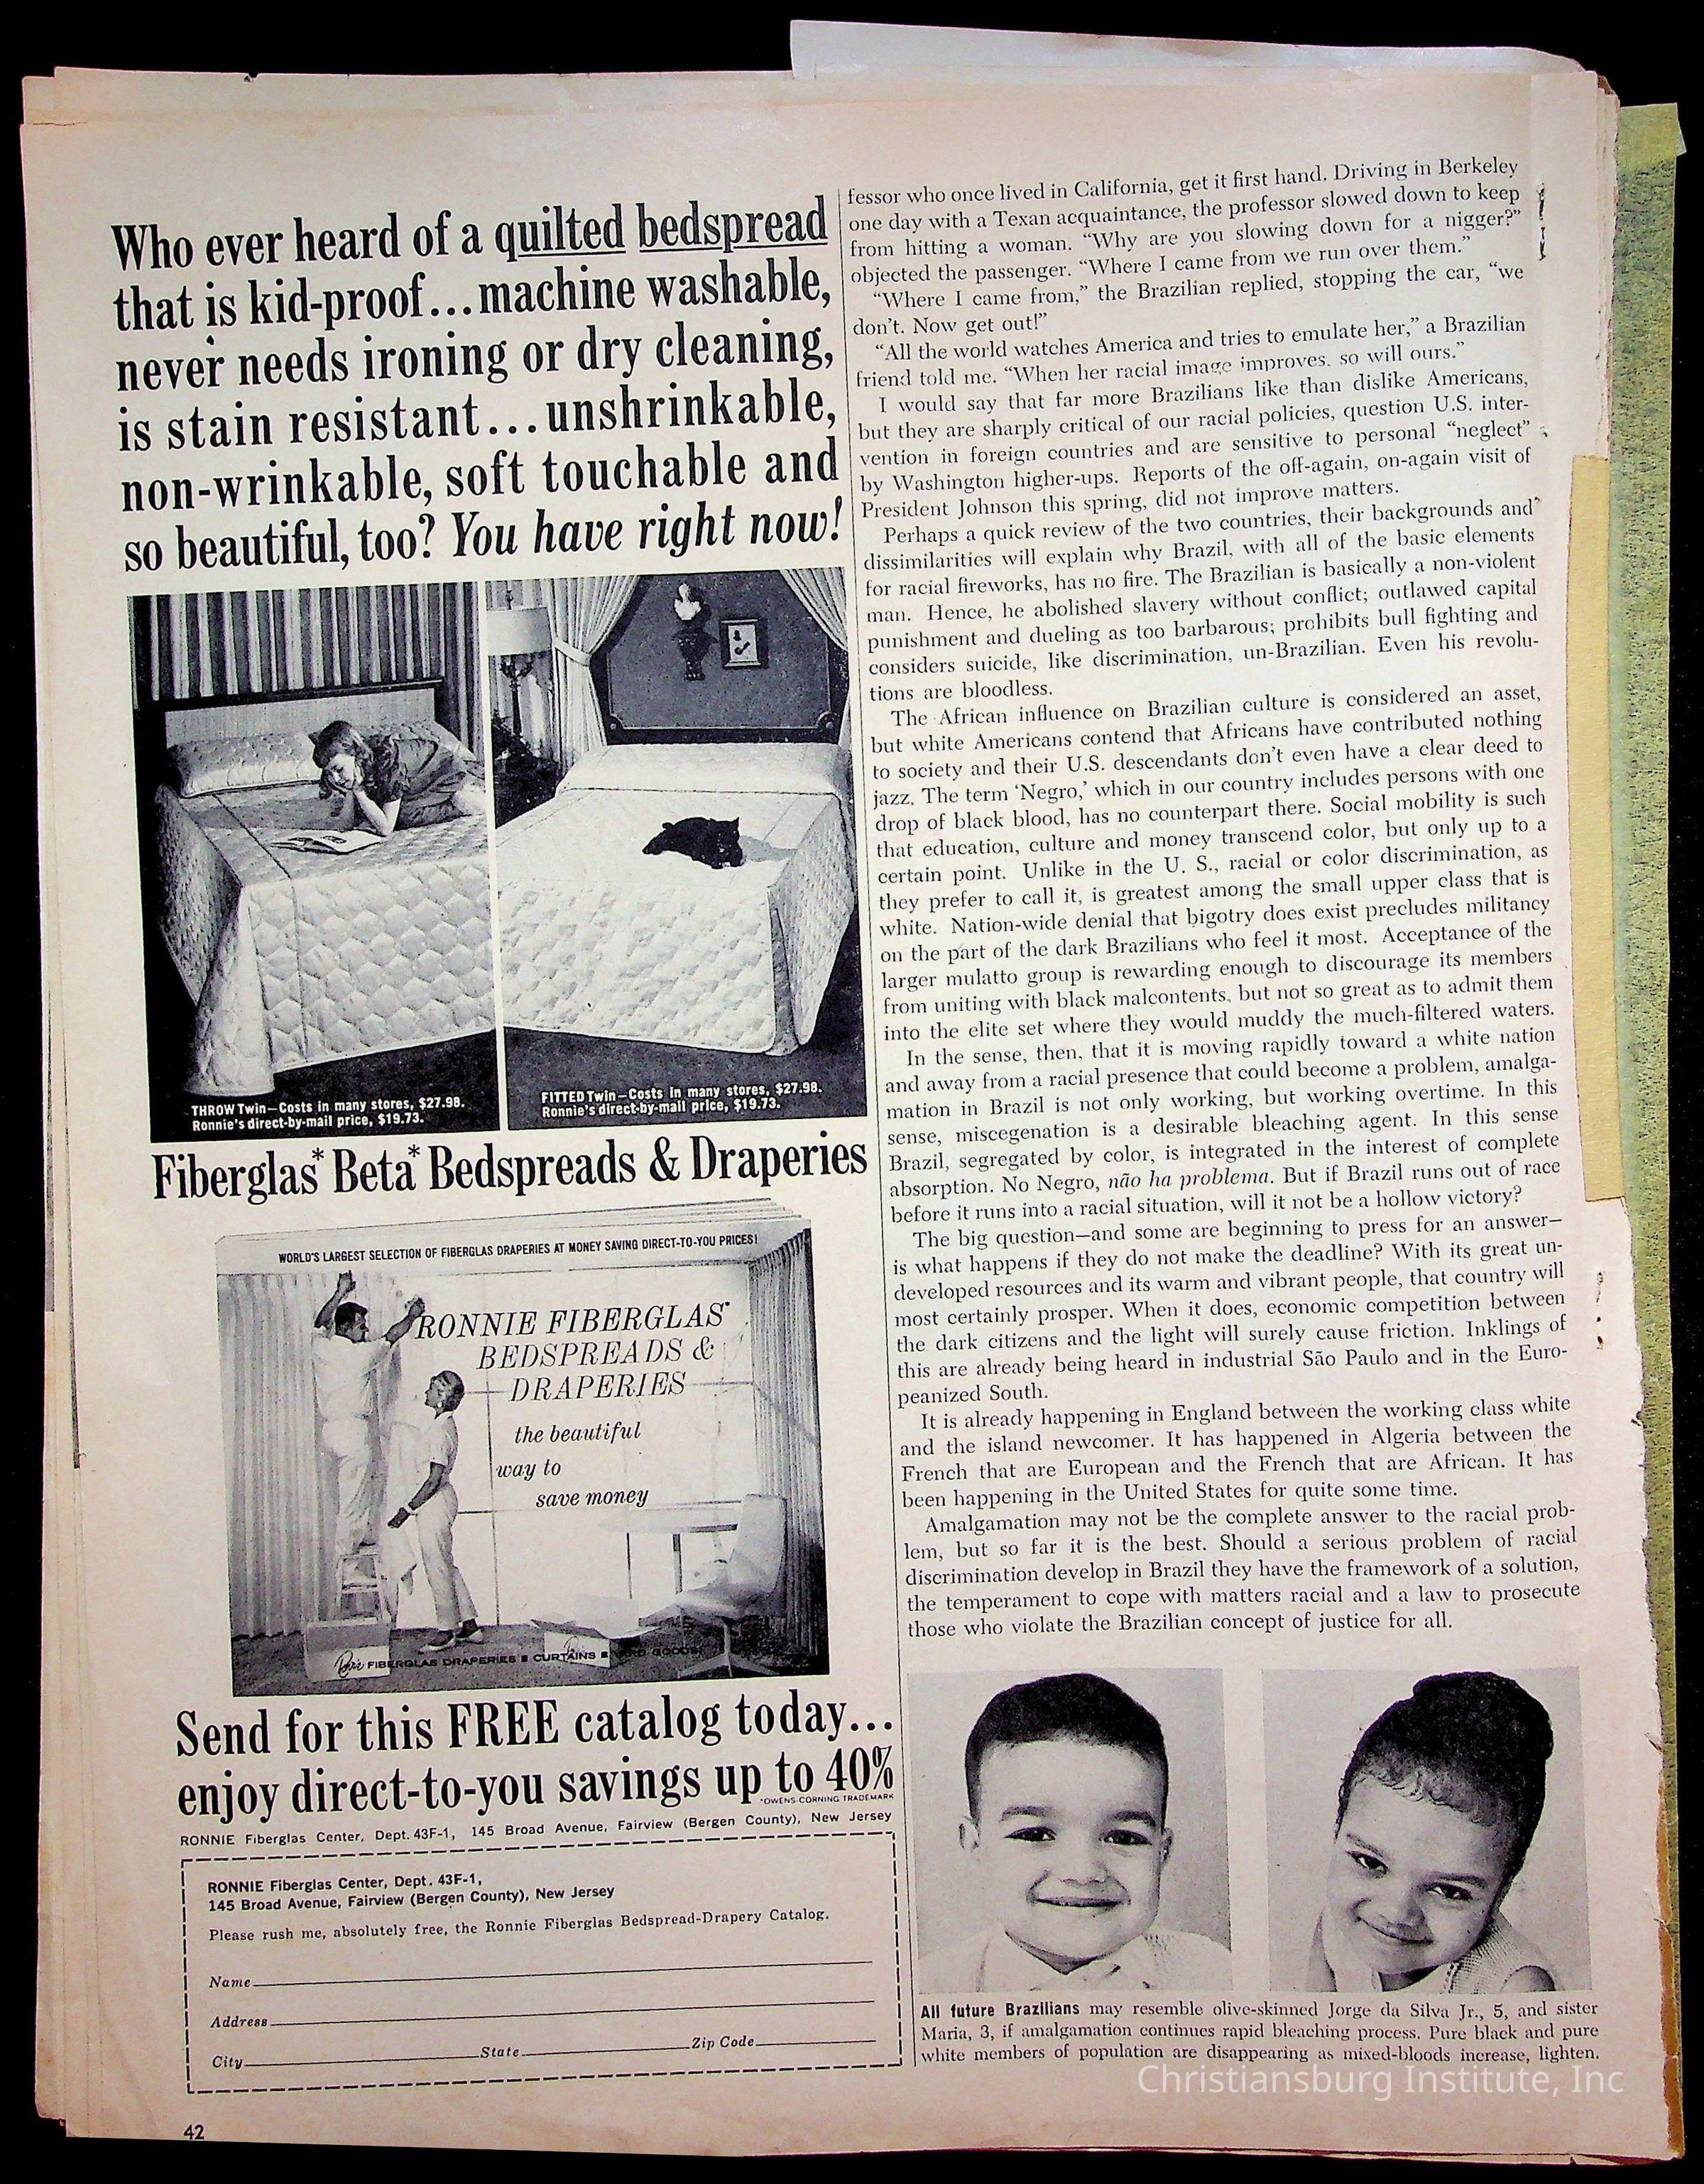 Who ever heard of a quilted bedspread
that is kid-proof...machine washable,
never needs ironing or dry cleaning,
is stain resistant...unshrinkable,
non-wrinkable, soft touchable and
so beautiful, too? You have right now!
THROW Twin—Costs in many stores, $27.98.
Ronnie's direct-by-mail price, $19.73.
FITTED Twin—Costs in many stores, $27.98.
Ronnie's direct-by-mail price, $19.73.
Fiberglas* Beta* Bedspreads & Draperies
WORLD'S LARGEST SELECTION OF FIBERGLAS DRAPERIES AT MONEY SAVING DIRECT-TO-YOU PRICES!
RONNIE FIBERGLAS*
BEDSPREADS &
DRAPERIES
the beautiful
way to
save money
FIBERGLAS DRAPERIES ■ CURTAINS ■ YARD GOODS
Send for this FREE catalog today...
enjoy direct-to-you savings up to 40%
*OWENS-CORNING TRADEMARK
RONNIE Fiberglas Center, Dept. 43F-1, 145 Broad Avenue, Fairview (Bergen County), New Jersey
RONNIE Fiberglas Center, Dept. 43F-1,
145 Broad Avenue, Fairview (Bergen County), New Jersey
Please rush me, absolutely free, the Ronnie Fiberglas Bedspread-Drapery Catalog.
Name
Address
City State Zip Code
42
fessor who once lived in California, get it first hand. Driving in Berkeley
one day with a Texan acquaintance, the professor slowed down to keep
from hitting a woman. "Why are you slowing down for a nigger?"
objected the passenger. "Where I came from we run over them."
"Where I came from," the Brazilian replied, stopping the car, "we
don't. Now get out!"
"All the world watches America and tries to emulate her," a Brazilian
friend told me. "When her racial image improves, so will ours."
I would say that far more Brazilians like than dislike Americans,
but they are sharply critical of our racial policies, question U.S. inter-
vention in foreign countries and are sensitive to personal "neglect"
by Washington higher-ups. Reports of the off-again, on-again visit of
President Johnson this spring, did not improve matters.
Perhaps a quick review of the two countries, their backgrounds and
dissimilarities will explain why Brazil, with all of the basic elements
for racial fireworks, has no fire. The Brazilian is basically a non-violent
man. Hence, he abolished slavery without conflict; outlawed capital
punishment and dueling as too barbarous; prohibits bull fighting and
considers suicide, like discrimination, un-Brazilian. Even his revolu-
tions are bloodless.
The African influence on Brazilian culture is considered an asset,
but white Americans contend that Africans have contributed nothing
to society and their U.S. descendants don't even have a clear deed to
jazz. The term 'Negro,' which in our country includes persons with one
drop of black blood, has no counterpart there. Social mobility is such
that education, culture and money transcend color, but only up to a
certain point. Unlike in the U. S., racial or color discrimination, as
they prefer to call it, is greatest among the small upper class that is
white. Nation-wide denial that bigotry does exist precludes militancy
on the part of the dark Brazilians who feel it most. Acceptance of the
larger mulatto group is rewarding enough to discourage its members
from uniting with black malcontents, but not so great as to admit them
into the elite set where they would muddy the much-filtered waters.
In the sense, then, that it is moving rapidly toward a white nation
and away from a racial presence that could become a problem, amalga-
mation in Brazil is not only working, but working overtime. In this
sense, miscegenation is a desirable bleaching agent. In this sense
Brazil, segregated by color, is integrated in the interest of complete
absorption. No Negro, não ha problema. But if Brazil runs out of race
before it runs into a racial situation, will it not be a hollow victory?
The big question—and some are beginning to press for an answer—
is what happens if they do not make the deadline? With its great un-
developed resources and its warm and vibrant people, that country will
most certainly prosper. When it does, economic competition between
the dark citizens and the light will surely cause friction. Inklings of
this are already being heard in industrial São Paulo and in the Euro-
peanized South.
It is already happening in England between the working class white
and the island newcomer. It has happened in Algeria between the
French that are European and the French that are African. It has
been happening in the United States for quite some time.
Amalgamation may not be the complete answer to the racial prob-
lem, but so far it is the best. Should a serious problem of racial
discrimination develop in Brazil they have the framework of a solution,
the temperament to cope with matters racial and a law to prosecute
those who violate the Brazilian concept of justice for all.
All future Brazilians may resemble olive-skinned Jorge da Silva Jr., 5, and sister
Maria, 3, if amalgamation continues rapid bleaching process. Pure black and pure
white members of population are disappearing as mixed-bloods increase, lighten.
Christiansburg Institute, Inc